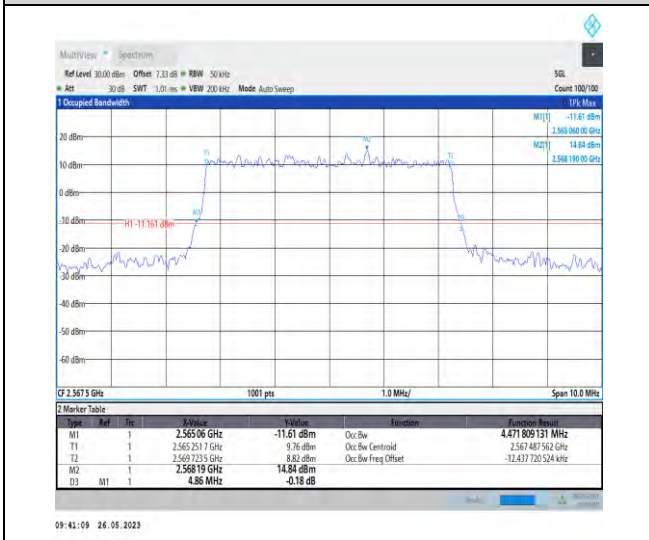 MultiView Spectrum
Ref Level 30.00 dBm Offset 7.33 dB RBW 50 kHz SGL
Att 30 dB SWT 1.01 ms VBW 200 kHz Mode Auto Sweep Count 100/100
1 Occupied Bandwidth 1Pk Max
M1[1] -11.61 dBm
2.565 060 00 GHz
M2[1] 14.84 dBm
2.568 190 00 GHz
20 dBm
M2
T1
T2
10 dBm
0 dBm
-10 dBm
H1 -11.161 dBm
-20 dBm
-30 dBm
-40 dBm
-50 dBm
-60 dBm
CF 2.567 5 GHz 1001 pts 1.0 MHz/ Span 10.0 MHz
2 Marker Table
Type Ref Trc X-Value Y-Value Function Function Result
M1 1 2.565 06 GHz -11.61 dBm Occ Bw 4.471 809 131 MHz
T1 1 2.565 251 7 GHz 9.76 dBm Occ Bw Centroid 2.567 487 562 GHz
T2 1 2.569 723 5 GHz 8.82 dBm Occ Bw Freq Offset -12.437 720 524 kHz
M2 1 2.568 19 GHz 14.84 dBm
D3 M1 1 4.86 MHz -0.18 dB
09:41:09 26.05.2023